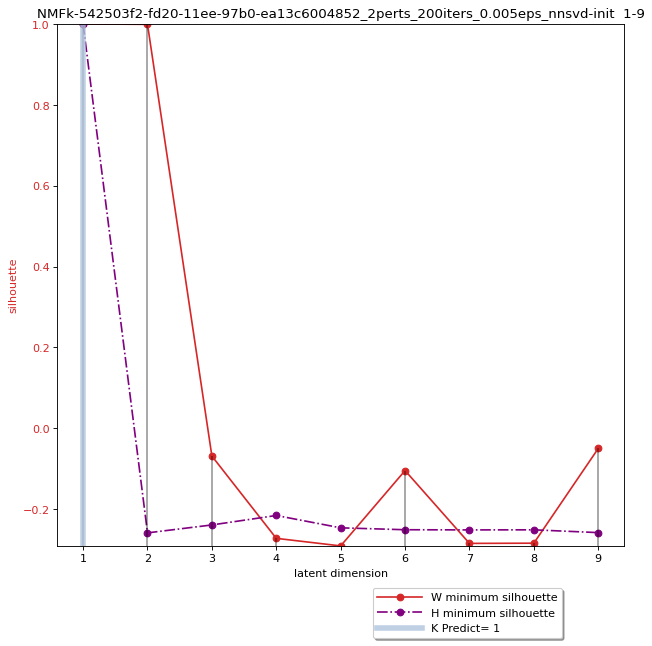 NMFk-542503f2-fd20-11ee-97b0-ea13c6004852_2perts_200iters_0.005eps_nnsvd-init 1-9
1.0
0.8
0.6
0.4
0.2
0.0
−0.2
silhouette
1 2 3 4 5 6 7 8 9
latent dimension
W minimum silhouette
H minimum silhouette
K Predict= 1